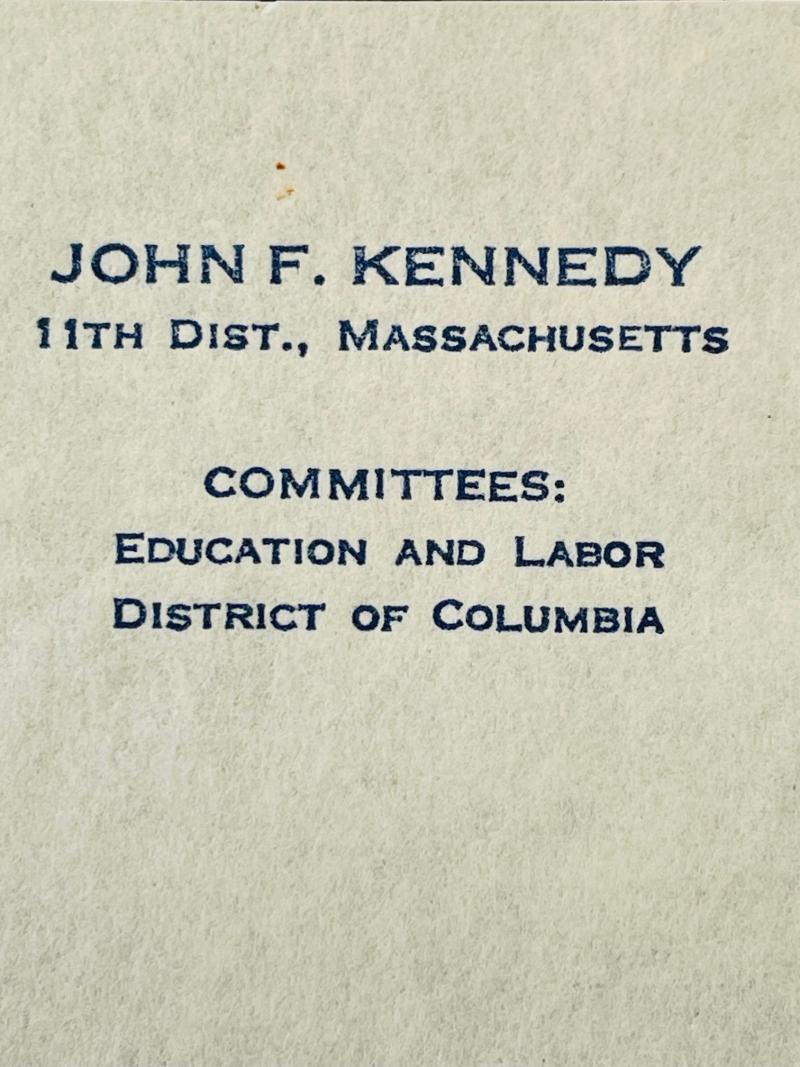 JOHN F. KENNEDY
11TH DIST., MASSACHUSETTS
COMMITTEES:
EDUCATION AND LABOR
DISTRICT OF COLUMBIA